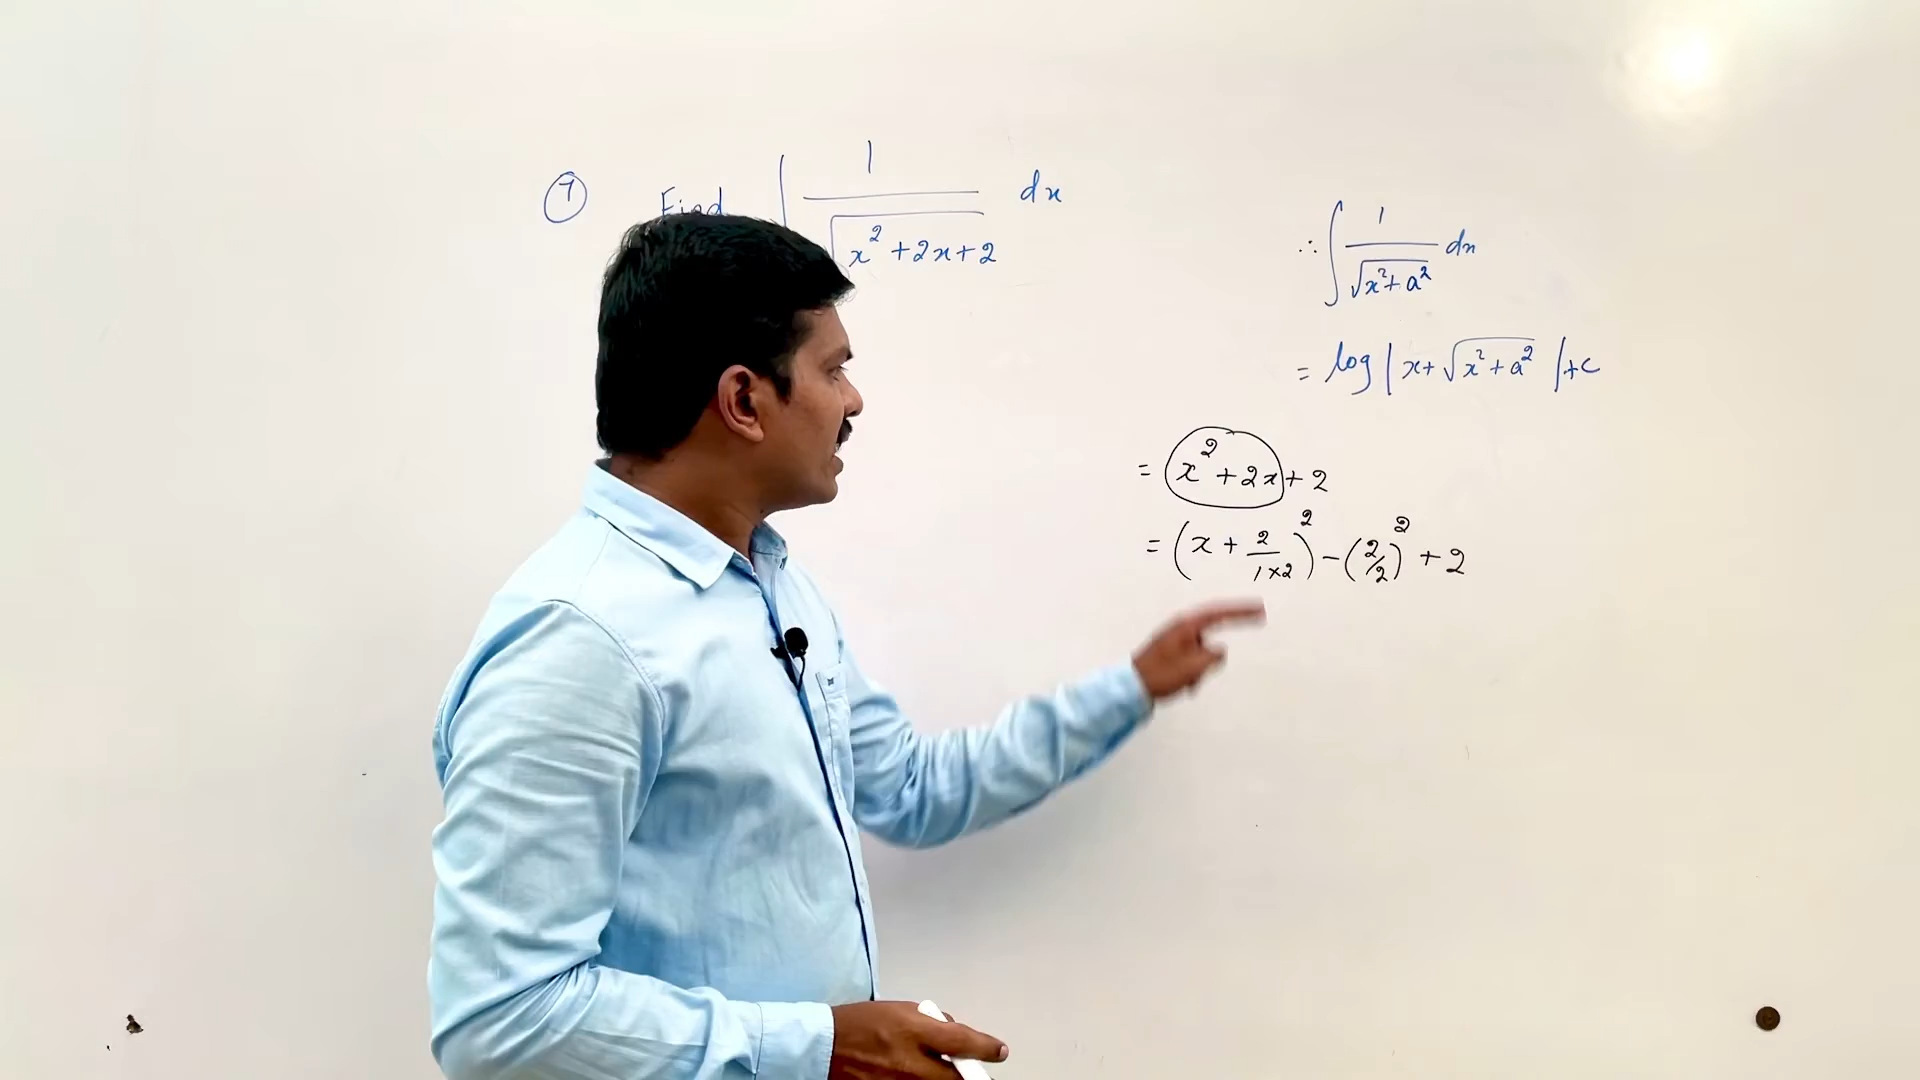 ⑦ Find ∫ 1/√(x² + 2x + 2) dx
∴ ∫ 1/√(x² + a²) dx
= log | x + √(x² + a²) | + c
= x² + 2x + 2
= (x + 2/(1×2))² − (2/2)² + 2